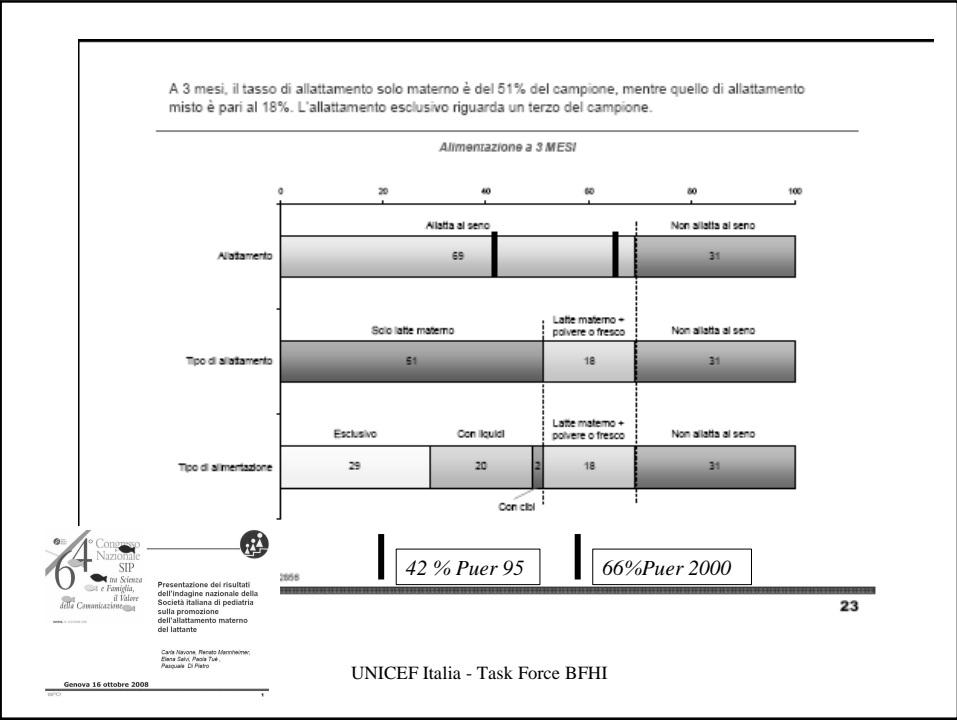 A 3 mesi, il tasso di allattamento solo materno è del 51% del campione, mentre quello di allattamento
misto è pari al 18%. L'allattamento esclusivo riguarda un terzo del campione.
Alimentazione a 3 MESI
0 20 40 60 80 100
Allatta al seno Non allatta al seno
Allattamento 69 31
Solo latte materno Latte materno + polvere o fresco Non allatta al seno
Tipo di allattamento 51 18 31
Esclusivo Con liquidi Latte materno + polvere o fresco Non allatta al seno
Tipo di alimentazione 29 20 2 18 31
Con cibi
42 % Puer 95 66%Puer 2000
2856
23
64° Congresso
Nazionale
SIP
tra Scienza
e Famiglia,
il Valore
della Comunicazione
Presentazione dei risultati
dell'indagine nazionale della
Società italiana di pediatria
sulla promozione
dell'allattamento materno
del lattante
Carla Navone, Renato Mannheimer,
Elena Salvi, Paola Tuè ,
Pasquale Di Pietro
Genova 16 ottobre 2008
1
UNICEF Italia - Task Force BFHI